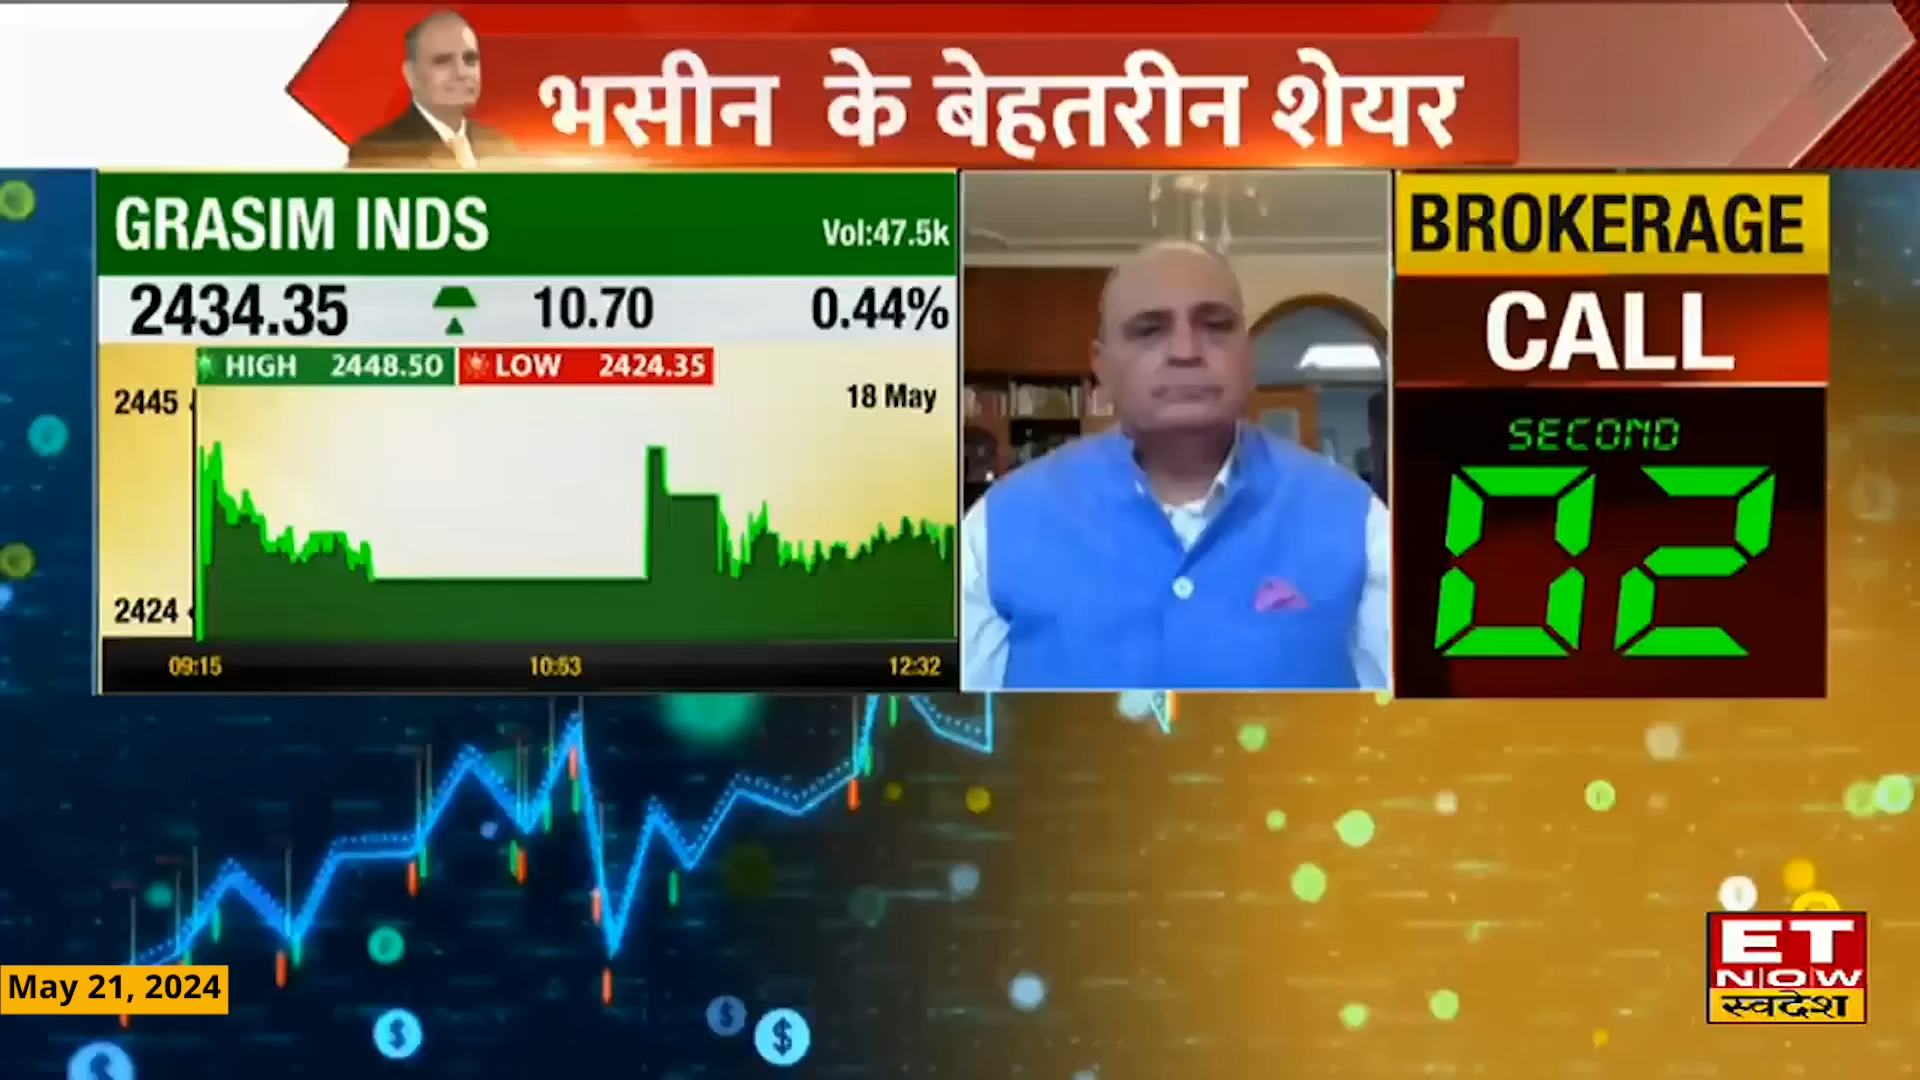 भसीन के बेहतरीन शेयर
GRASIM INDS
Vol:47.5k
2434.35 10.70 0.44%
HIGH 2448.50 LOW 2424.35
18 May
2445
2424
09:15 10:53 12:32
BROKERAGE
CALL
SECOND
02
May 21, 2024
ET
NOW
स्वदेश